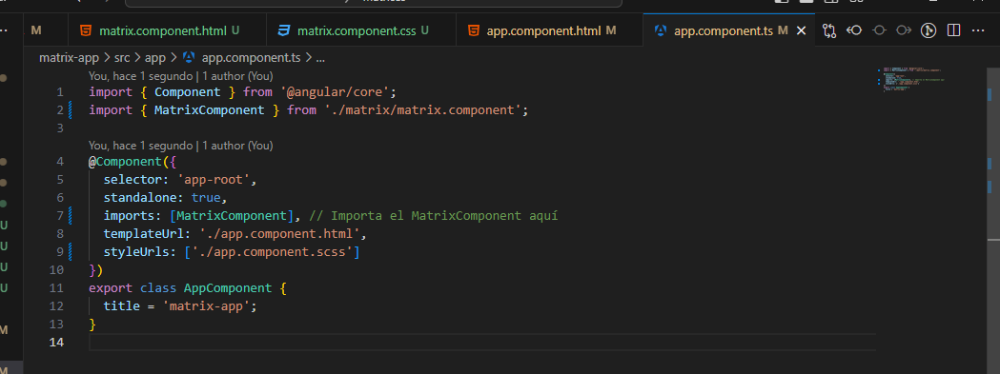 M matrix.component.html U matrix.component.css U app.component.html M app.component.ts M
matrix-app > src > app > app.component.ts > ...
You, hace 1 segundo | 1 author (You)
1 import { Component } from '@angular/core';
2 import { MatrixComponent } from './matrix/matrix.component';
3
You, hace 1 segundo | 1 author (You)
4 @Component({
5 selector: 'app-root',
6 standalone: true,
7 imports: [MatrixComponent], // Importa el MatrixComponent aquí
8 templateUrl: './app.component.html',
9 styleUrls: ['./app.component.scss']
10 })
11 export class AppComponent {
12 title = 'matrix-app';
13 }
14
U
U
U
U
M
M